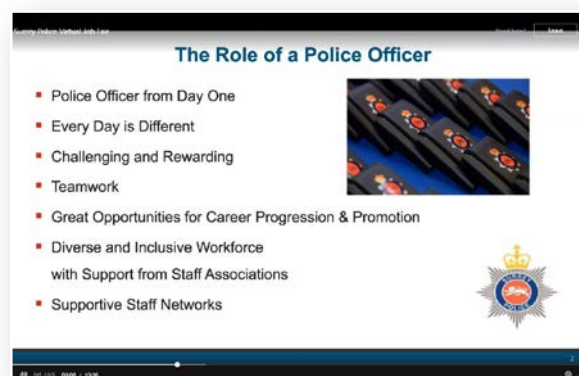 Surrey Police Virtual Job Fair
Leave
The Role of a Police Officer
Police Officer from Day One
Every Day is Different
Challenging and Rewarding
Teamwork
Great Opportunities for Career Progression & Promotion
Diverse and Inclusive Workforce
with Support from Staff Associations
Supportive Staff Networks
SURREY
POLICE
2